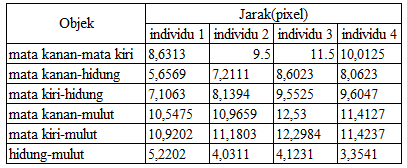 Objek Jarak(pixel)
individu 1 individu 2 individu 3 individu 4
mata kanan-mata kiri 8,6313 9.5 11.5 10,0125
mata kanan-hidung 5,6569 7,2111 8,6023 8,0623
mata kiri-hidung 7,1063 8,1394 9,5525 9,6047
mata kanan-mulut 10,5475 10,9659 12,53 11,4127
mata kiri-mulut 10,9202 11,1803 12,2984 11,4237
hidung-mulut 5,2202 4,0311 4,1231 3,3541